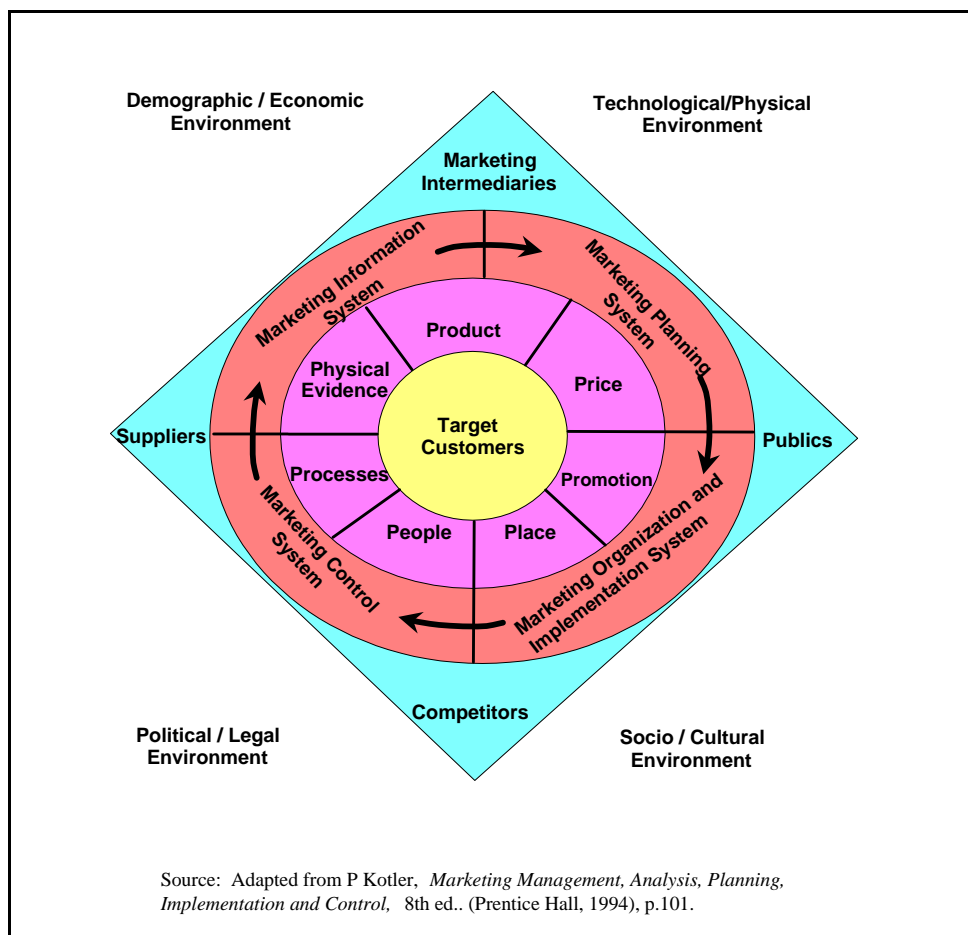 Demographic / Economic
Environment
Technological/Physical
Environment
Marketing
Intermediaries
Marketing Information
System
Marketing Planning
System
Product
Physical
Evidence
Price
Target
Customers
Suppliers
Publics
Processes
Promotion
People
Place
Marketing Control
System
Marketing Organization and
Implementation System
Competitors
Political / Legal
Environment
Socio / Cultural
Environment
Source: Adapted from P Kotler, Marketing Management, Analysis, Planning,
Implementation and Control, 8th ed.. (Prentice Hall, 1994), p.101.